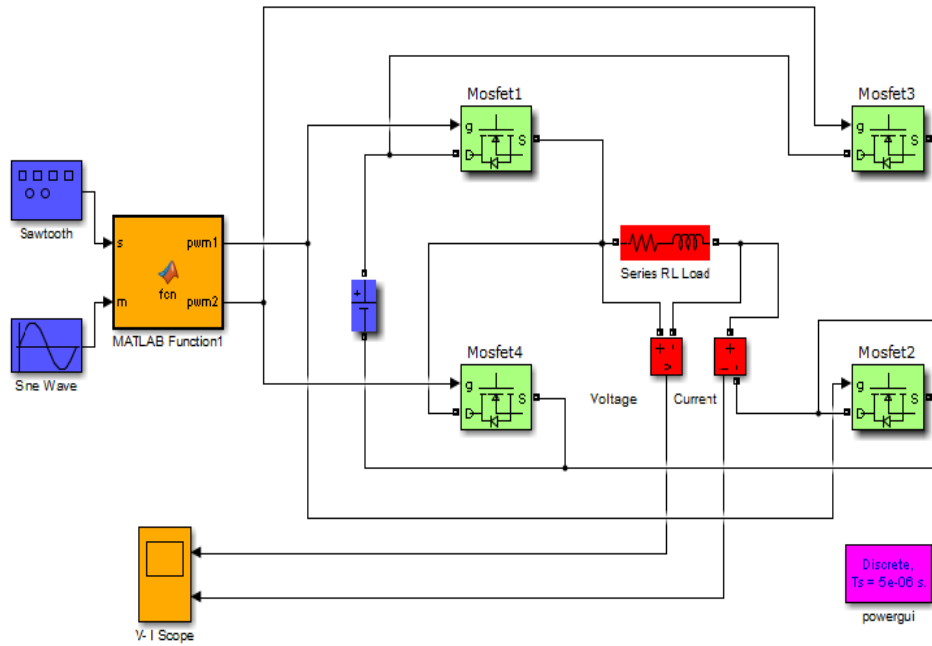 Mosfet1
Mosfet3
g
D
S
g
D
S
Sawtooth
s
pwm1
fcn
m
pwm2
MATLAB Function1
Sine Wave
+
Series RL Load
Mosfet4
Mosfet2
g
D
S
+
-
v
Voltage
+
i
-
Current
g
D
S
V- I Scope
Discrete,
Ts = 5e-06 s.
powergui